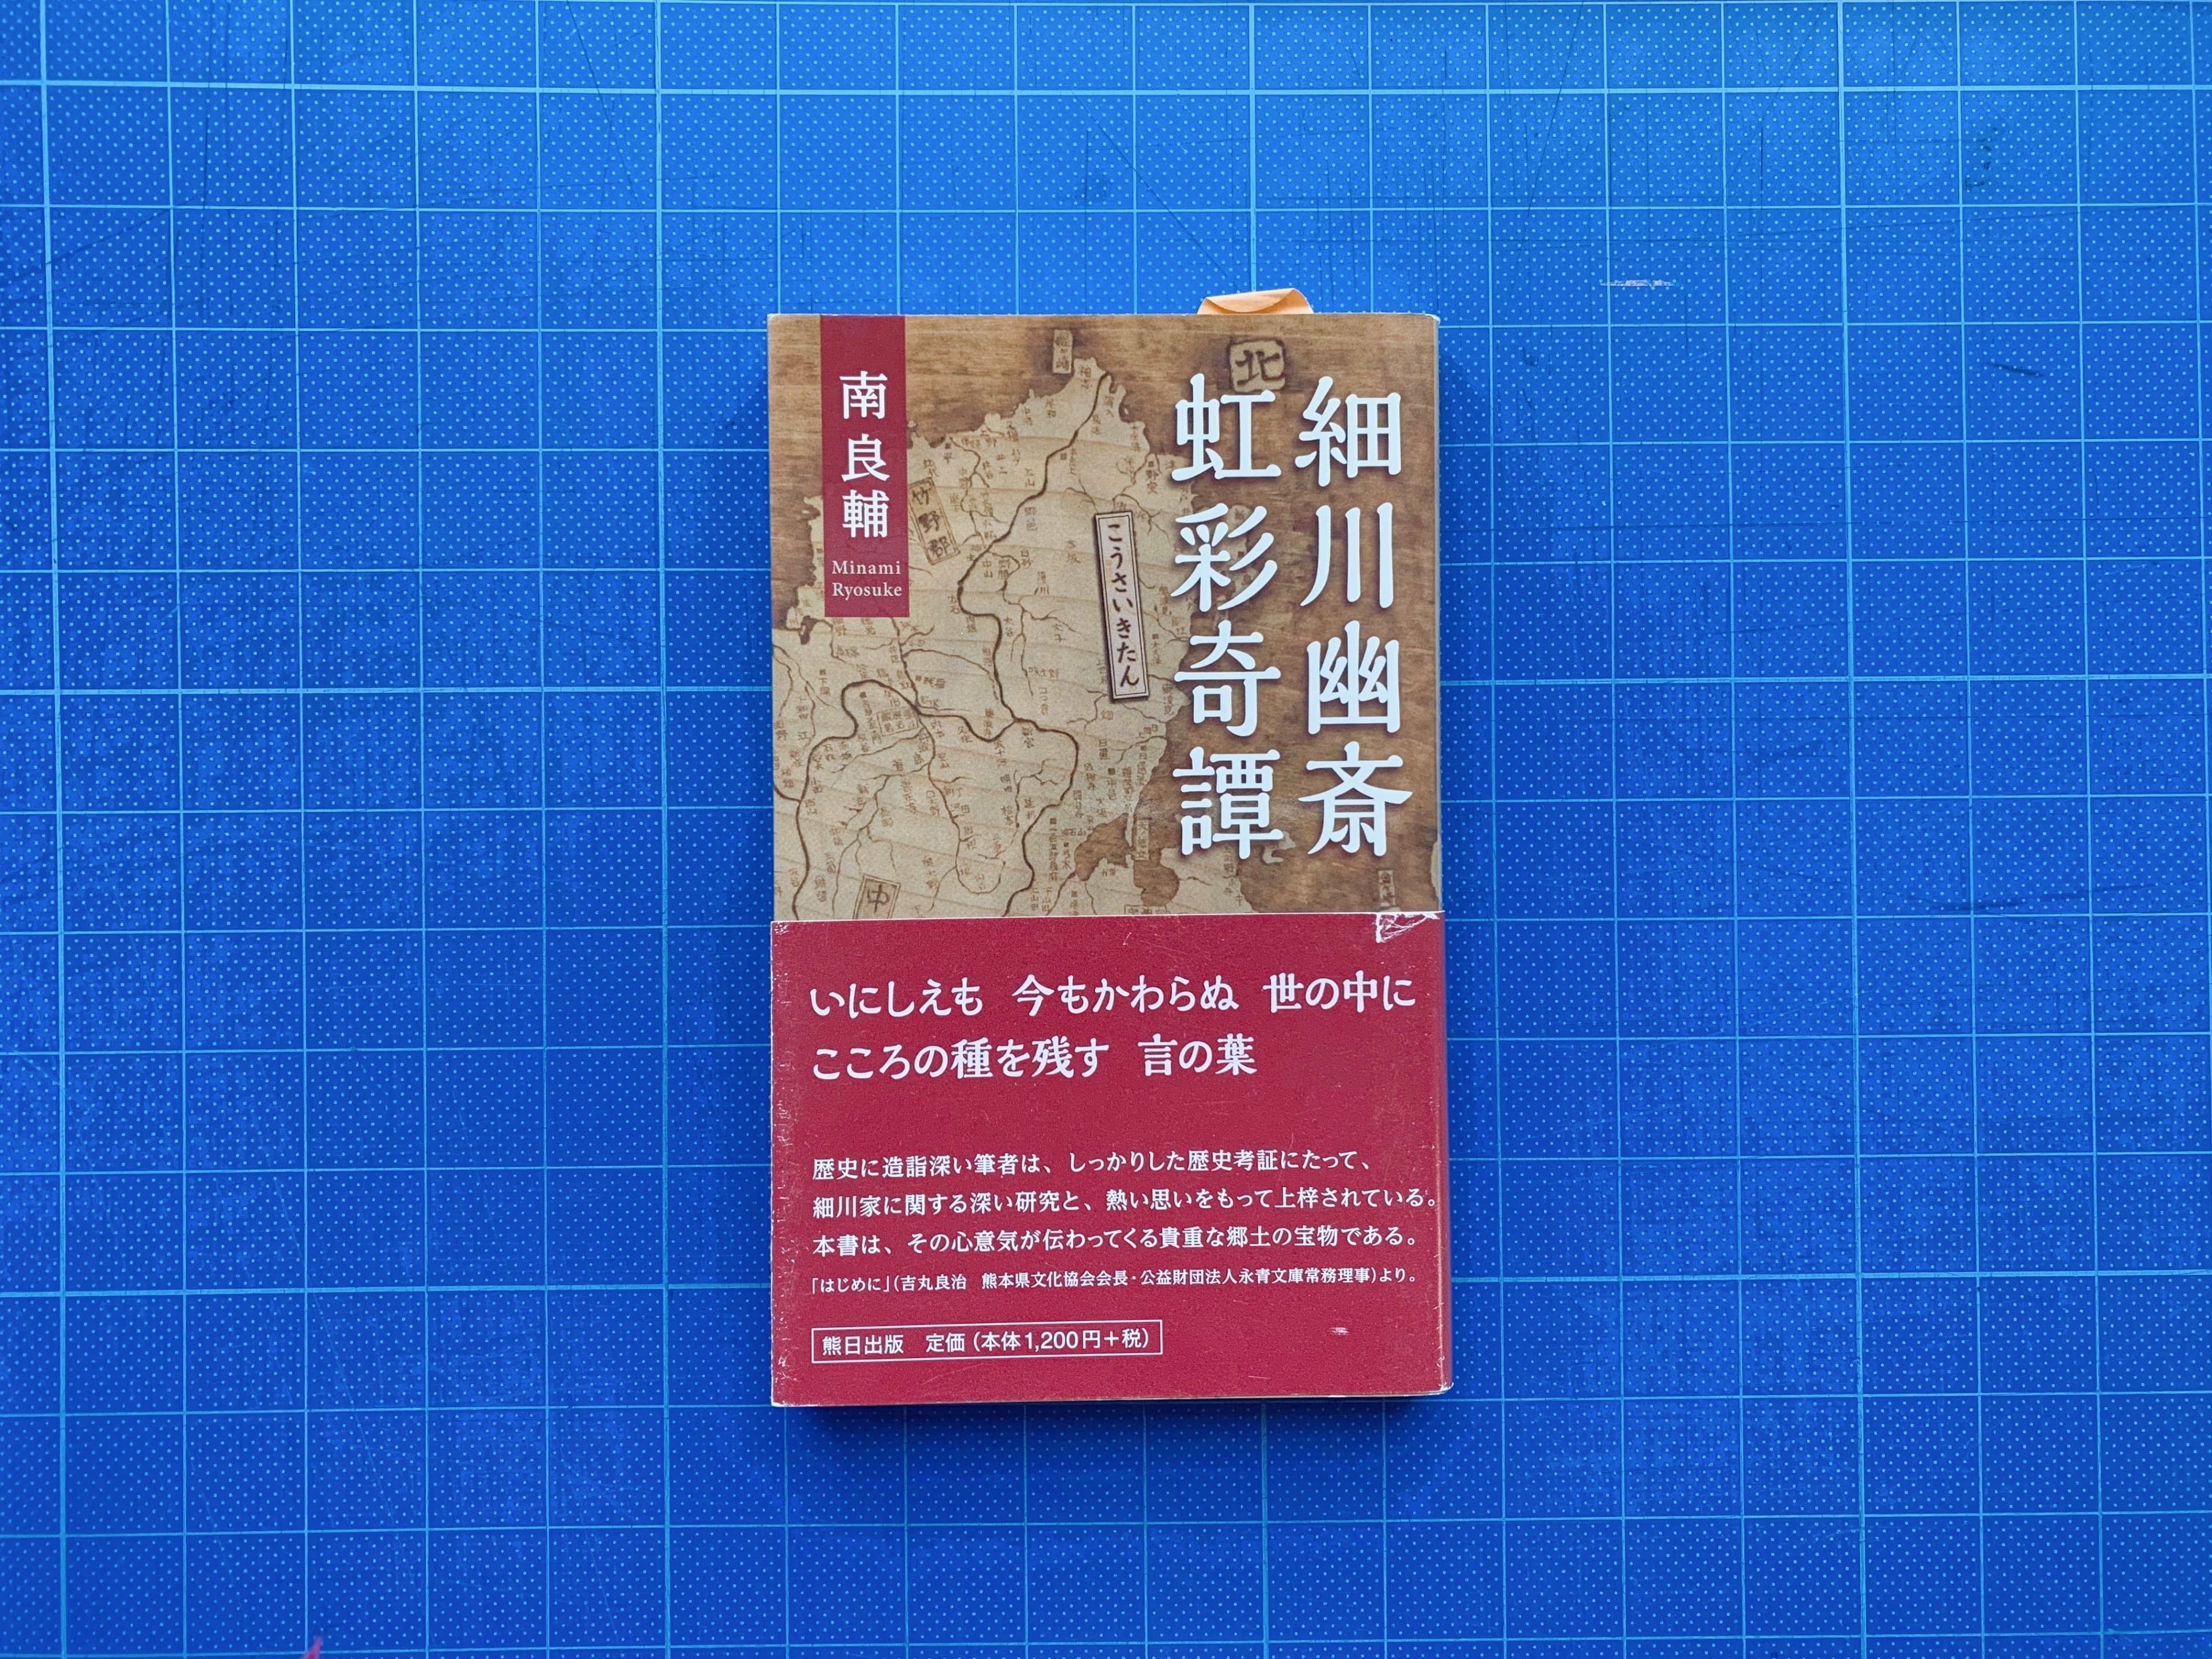 細川幽斎
虹彩奇譚
こうさいきたん
南良輔
Minami
Ryosuke
北
竹野郡
中
いにしえも 今もかわらぬ 世の中に
こころの種を残す 言の葉
歴史に造詣深い筆者は、しっかりした歴史考証にたって、
細川家に関する深い研究と、熱い思いをもって上梓されている。
本書は、その心意気が伝わってくる貴重な郷土の宝物である。
「はじめに」(吉丸良治 熊本県文化協会会長・公益財団法人永青文庫常務理事)より。
熊日出版 定価(本体1,200円+税)